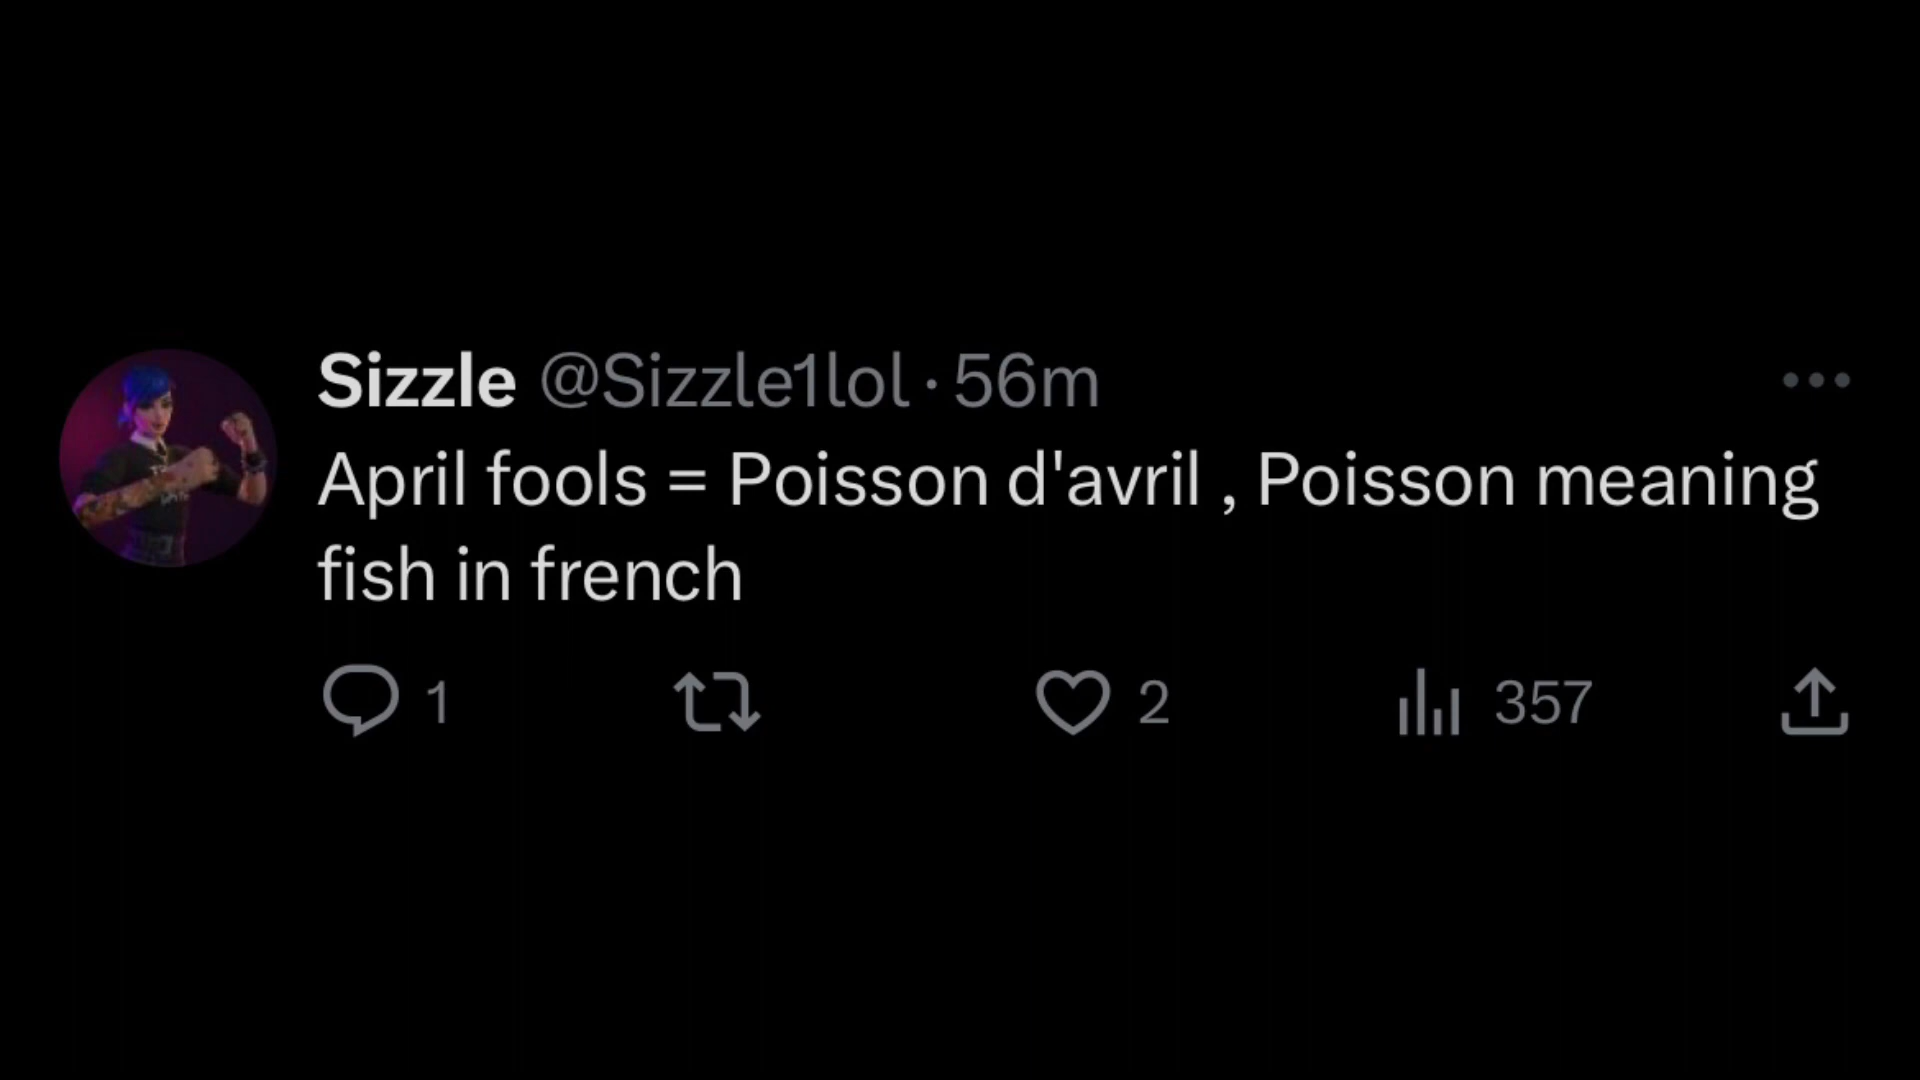 Sizzle @Sizzle1lol · 56m
April fools = Poisson d'avril , Poisson meaning
fish in french
1 2 357